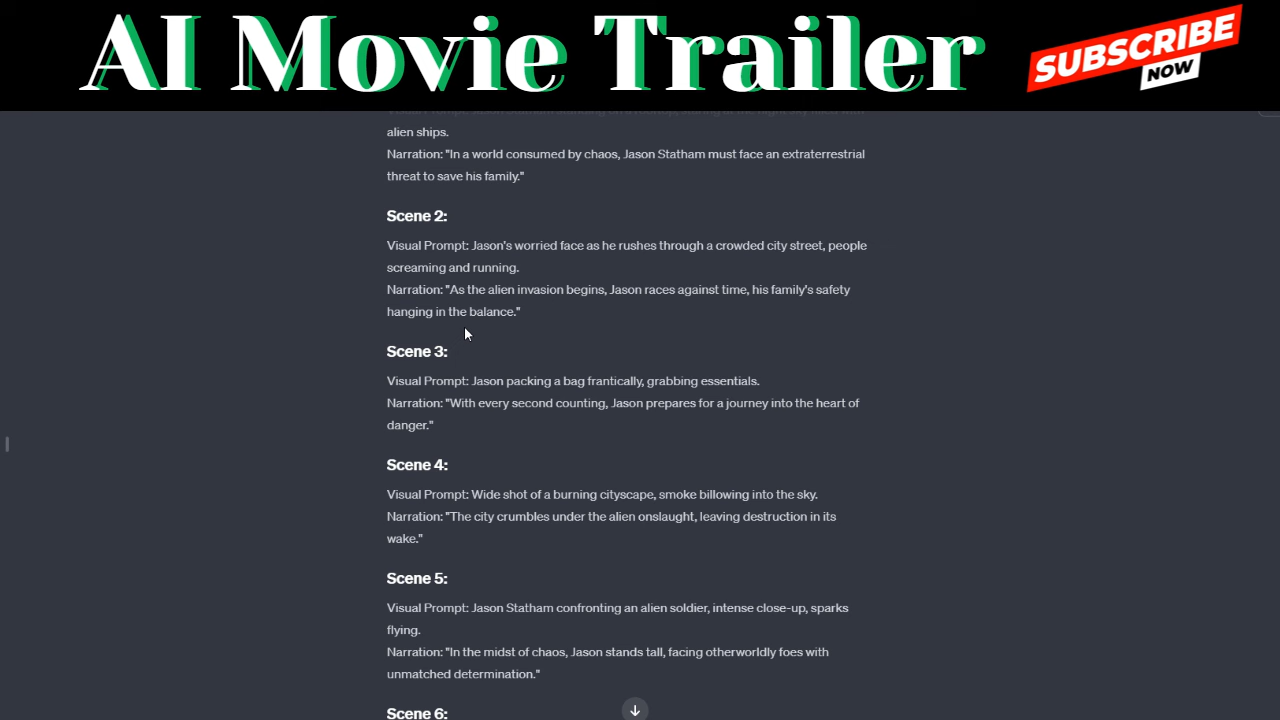 AI Movie Trailer
SUBSCRIBE
NOW
alien ships.
Narration: "In a world consumed by chaos, Jason Statham must face an extraterrestrial
threat to save his family."
Scene 2:
Visual Prompt: Jason's worried face as he rushes through a crowded city street, people
screaming and running.
Narration: "As the alien invasion begins, Jason races against time, his family's safety
hanging in the balance."
Scene 3:
Visual Prompt: Jason packing a bag frantically, grabbing essentials.
Narration: "With every second counting, Jason prepares for a journey into the heart of
danger."
Scene 4:
Visual Prompt: Wide shot of a burning cityscape, smoke billowing into the sky.
Narration: "The city crumbles under the alien onslaught, leaving destruction in its
wake."
Scene 5:
Visual Prompt: Jason Statham confronting an alien soldier, intense close-up, sparks
flying.
Narration: "In the midst of chaos, Jason stands tall, facing otherworldly foes with
unmatched determination."
Scene 6: